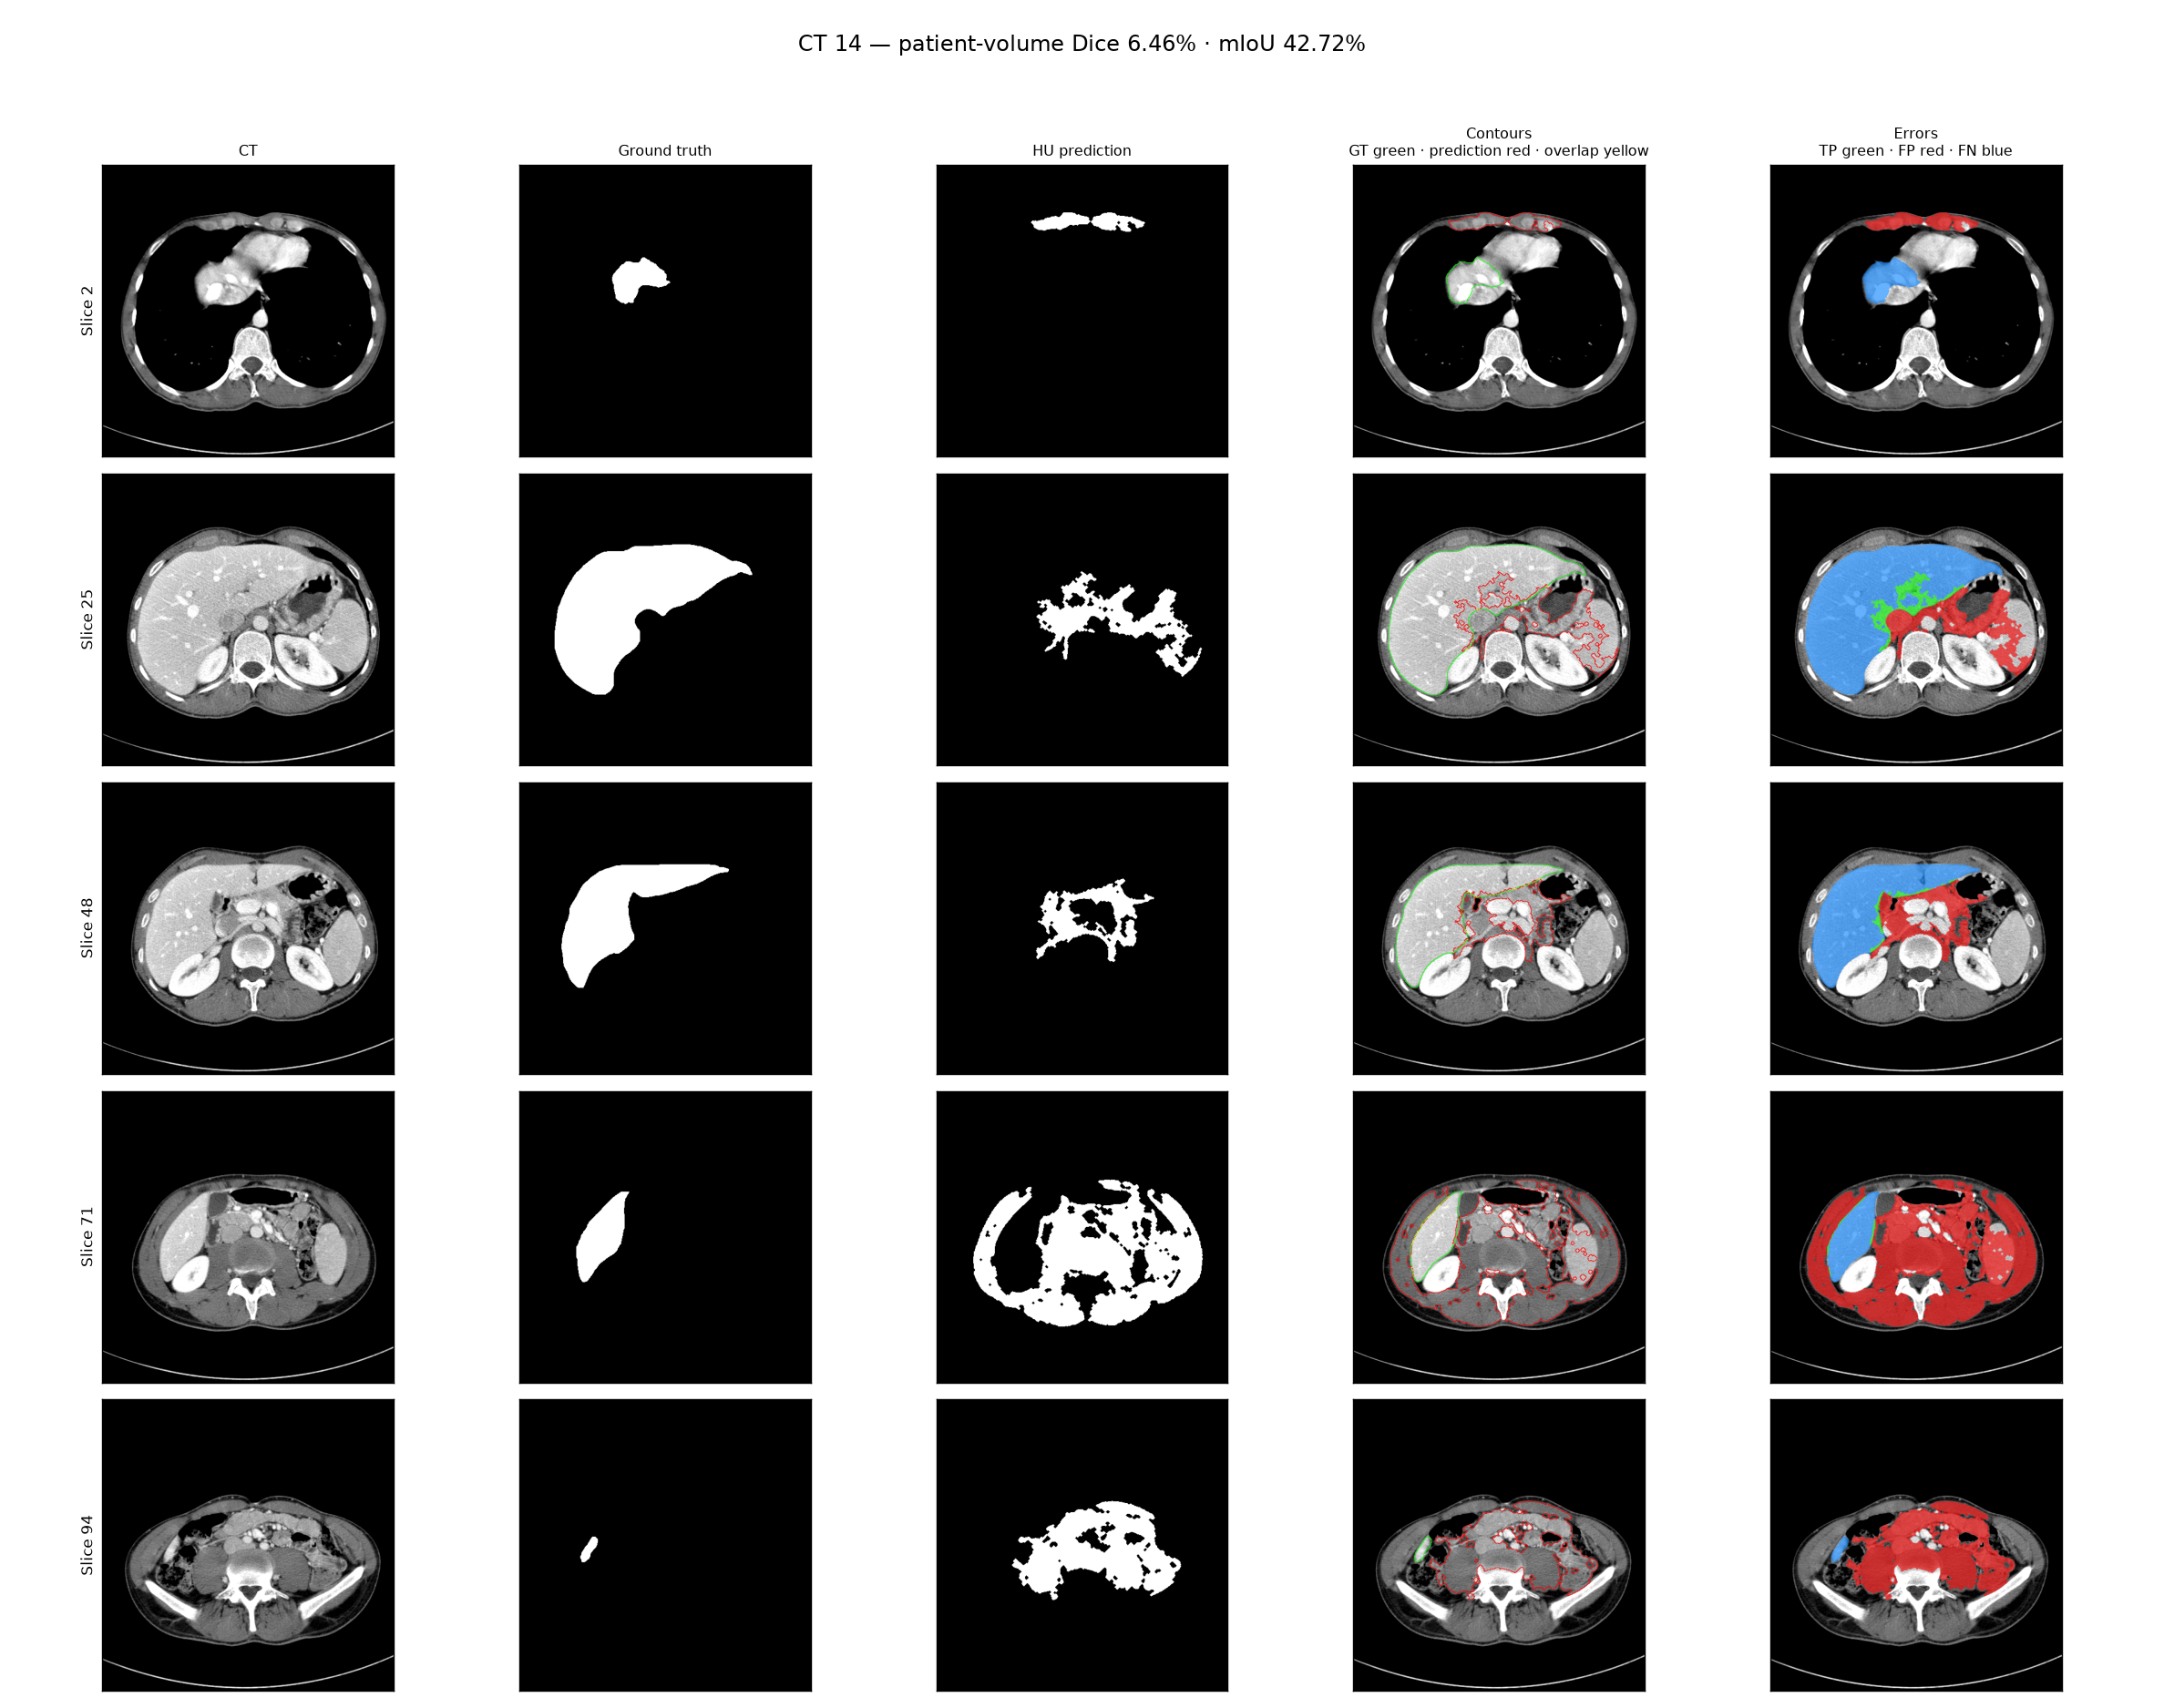 CT 14 — patient-volume Dice 6.46% · mIoU 42.72%
CT
Ground truth
HU prediction
Contours
GT green · prediction red · overlap yellow
Errors
TP green · FP red · FN blue
Slice 2
Slice 25
Slice 48
Slice 71
Slice 94